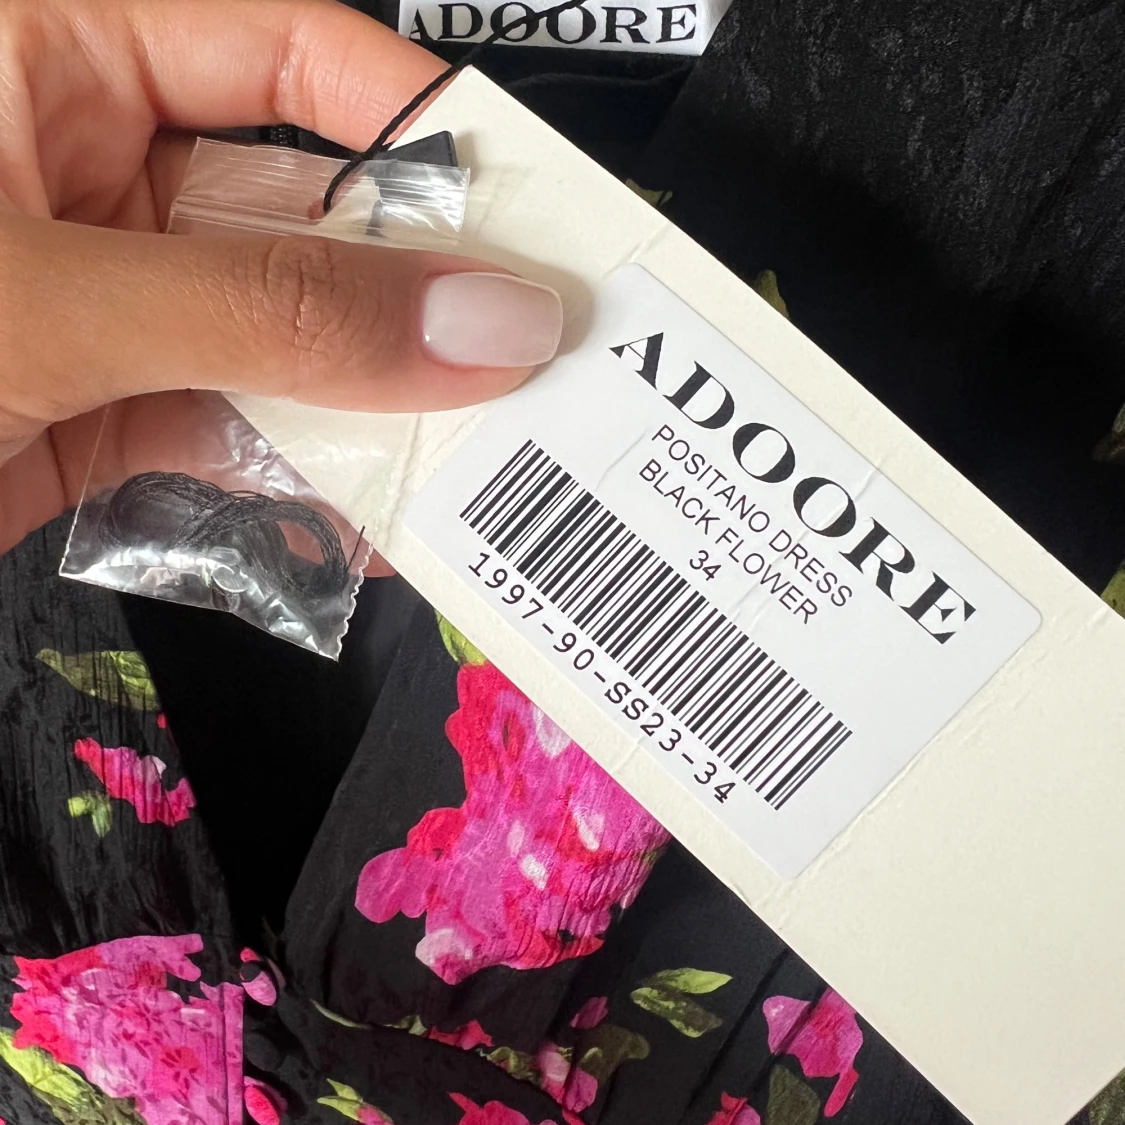 ADOORE
ADOORE
POSITANO DRESS
BLACK FLOWER
34
1997-90-SS23-34